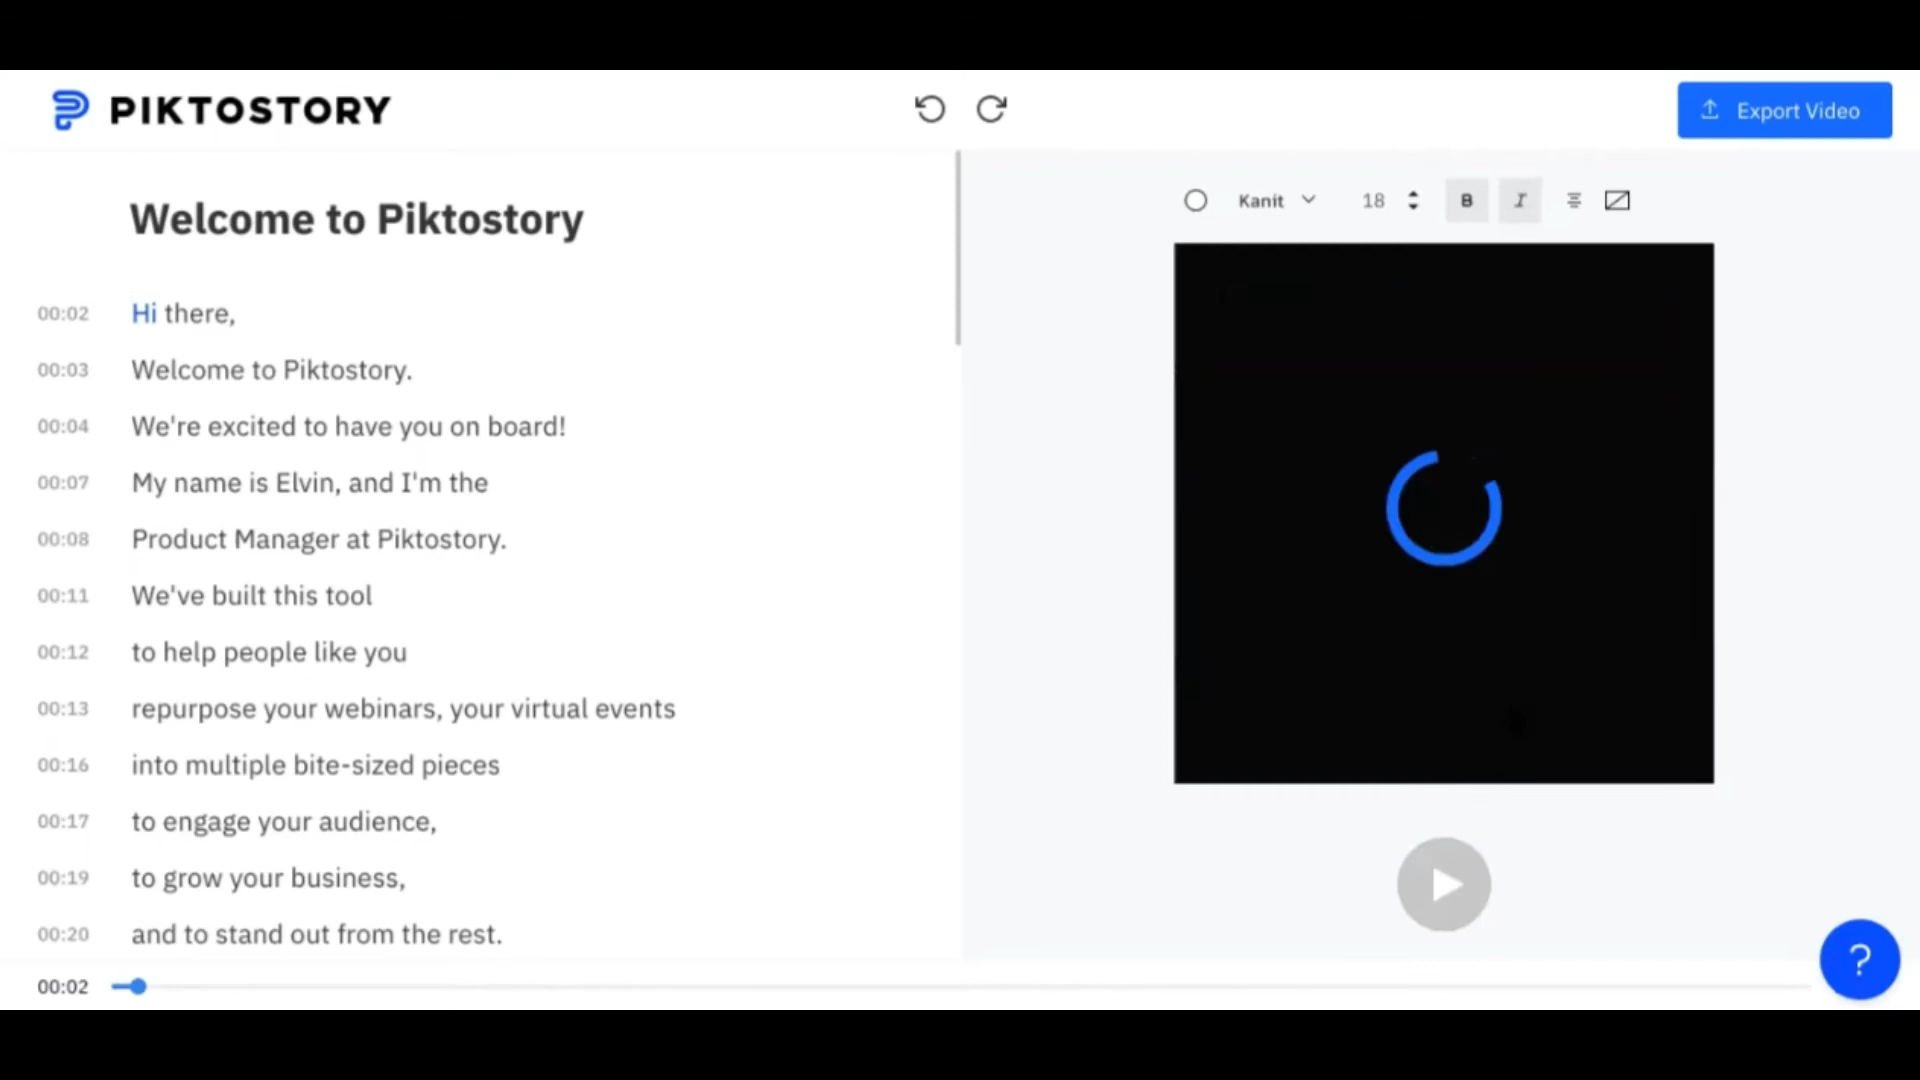 PIKTOSTORY
Export Video
Welcome to Piktostory
Kanit 18 B I
00:02 Hi there,
00:03 Welcome to Piktostory.
00:04 We're excited to have you on board!
00:07 My name is Elvin, and I'm the
00:08 Product Manager at Piktostory.
00:11 We've built this tool
00:12 to help people like you
00:13 repurpose your webinars, your virtual events
00:16 into multiple bite-sized pieces
00:17 to engage your audience,
00:19 to grow your business,
00:20 and to stand out from the rest.
00:02
?